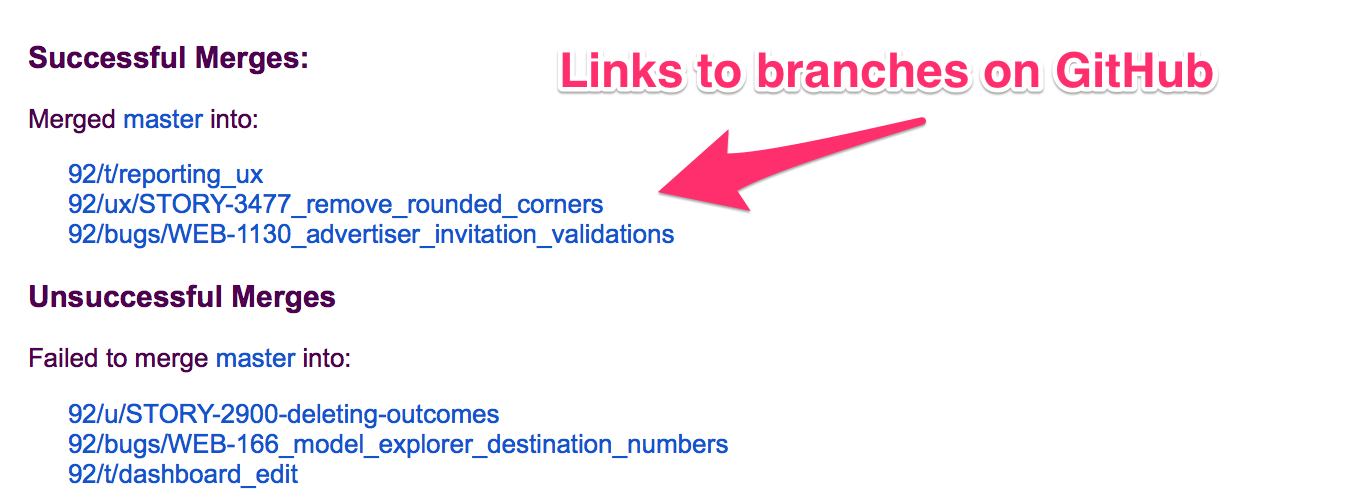 Successful Merges:
Links to branches on GitHub
Merged master into:
92/t/reporting_ux
92/ux/STORY-3477_remove_rounded_corners
92/bugs/WEB-1130_advertiser_invitation_validations
Unsuccessful Merges
Failed to merge master into:
92/u/STORY-2900-deleting-outcomes
92/bugs/WEB-166_model_explorer_destination_numbers
92/t/dashboard_edit